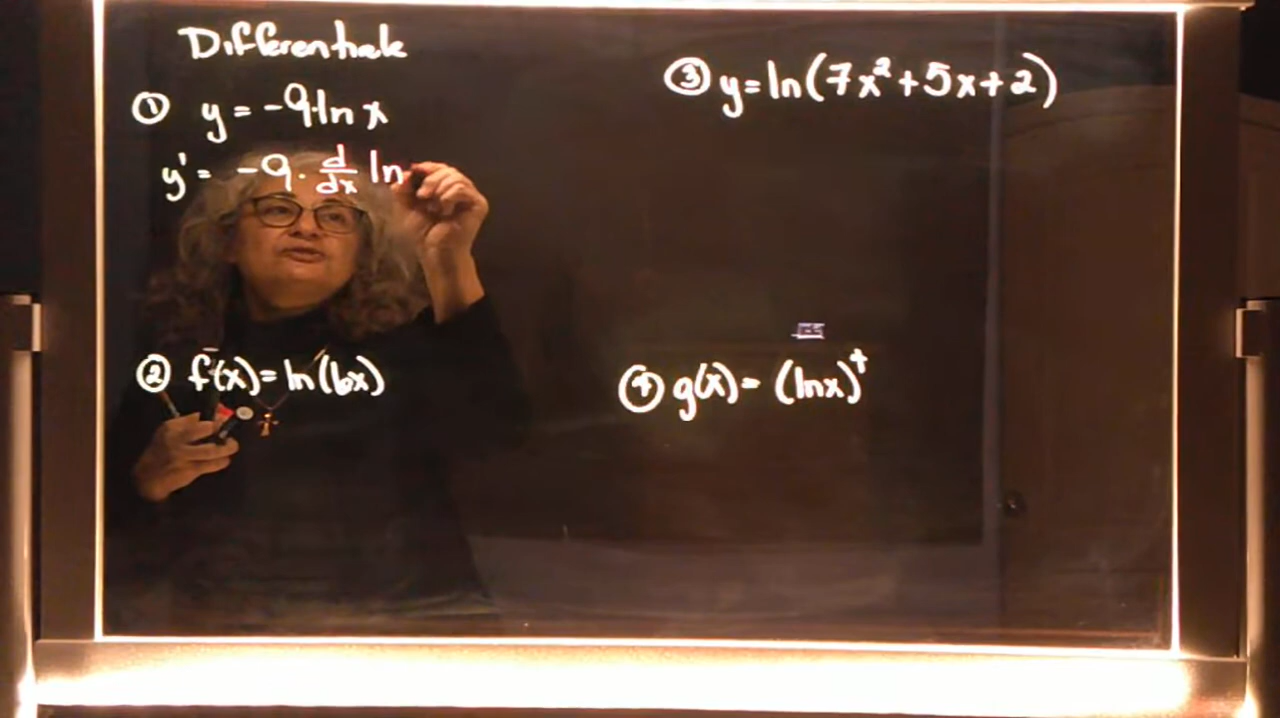 Differentiate
① y = -9·ln x
y' = -9 · d/dx ln
② f(x) = ln(6x)
③ y = ln(7x² + 5x + 2)
④ g(x) = (ln x)⁴